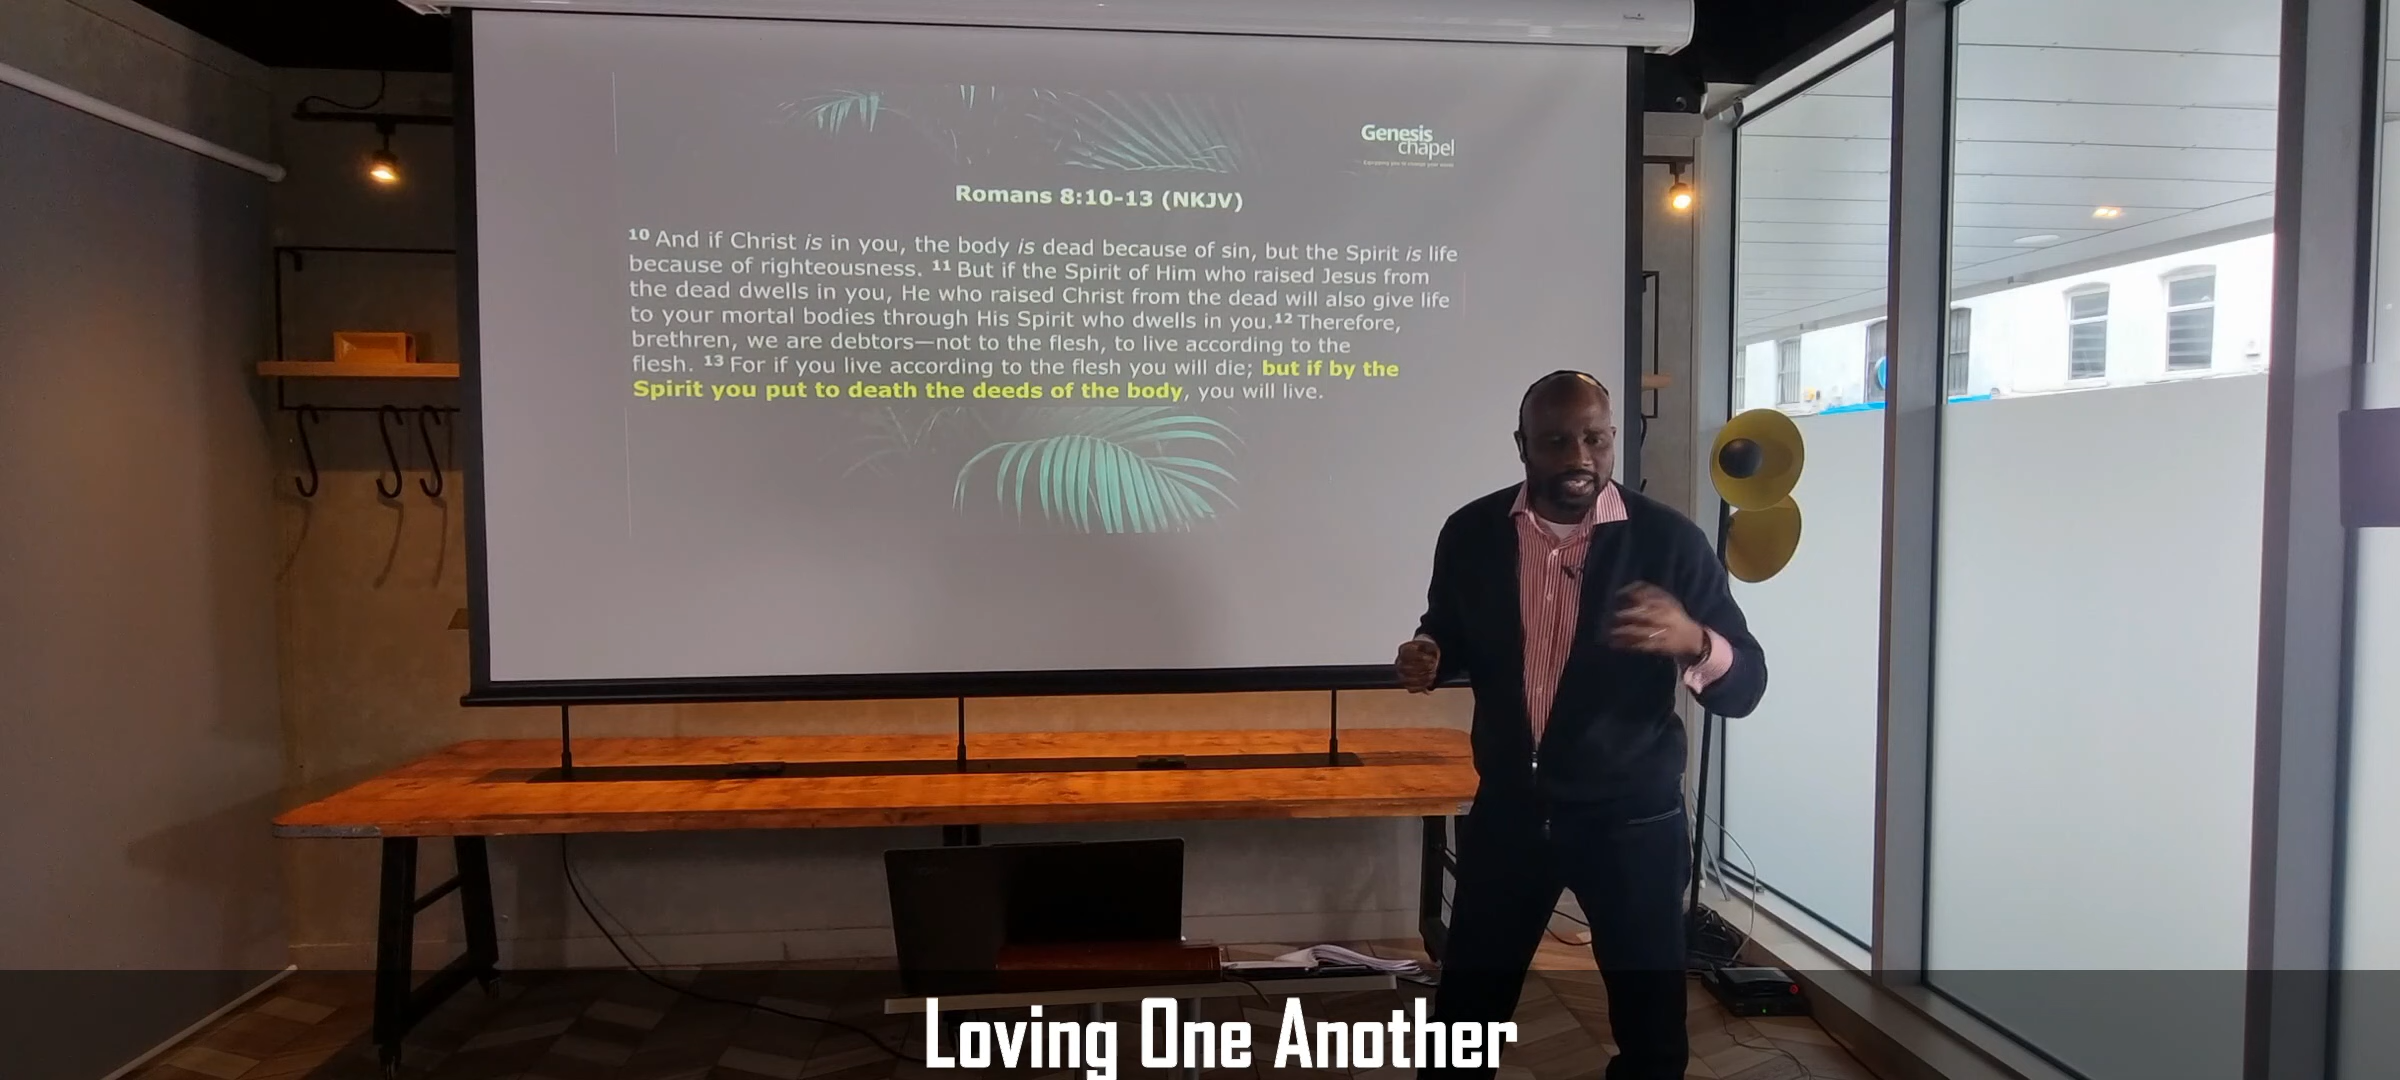 Genesis
chapel
Romans 8:10-13 (NKJV)
10 And if Christ is in you, the body is dead because of sin, but the Spirit is life
because of righteousness. 11 But if the Spirit of Him who raised Jesus from
the dead dwells in you, He who raised Christ from the dead will also give life
to your mortal bodies through His Spirit who dwells in you.12 Therefore,
brethren, we are debtors—not to the flesh, to live according to the
flesh. 13 For if you live according to the flesh you will die; but if by the
Spirit you put to death the deeds of the body, you will live.
Loving One Another